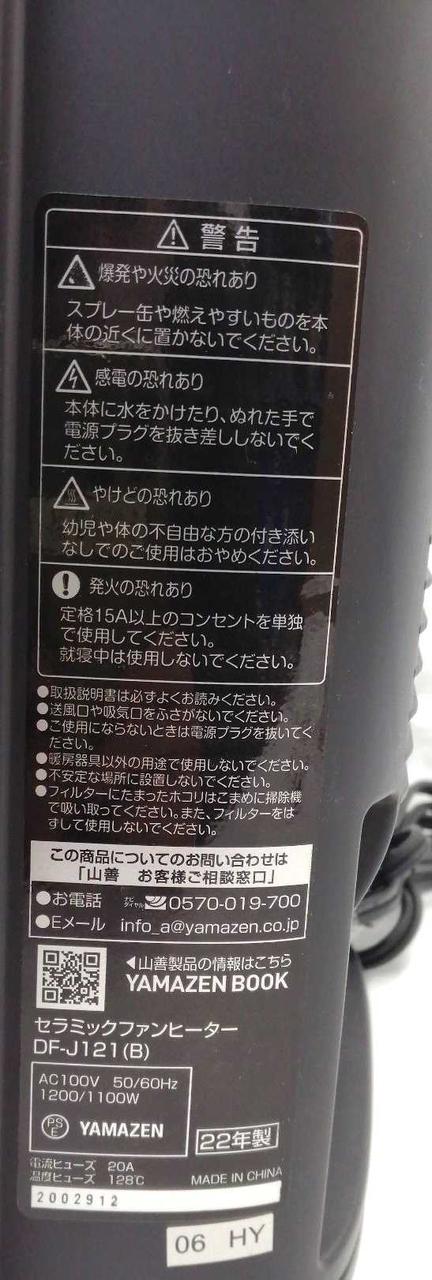 警告
爆発や火災の恐れあり
スプレー缶や燃えやすいものを本
体の近くに置かないでください。
感電の恐れあり
本体に水をかけたり、ぬれた手で
電源プラグを抜き差ししないでく
ださい。
やけどの恐れあり
幼児や体の不自由な方の付き添い
なしでのご使用はおやめください。
発火の恐れあり
定格15A以上のコンセントを単独
で使用してください。
就寝中は使用しないでください。
●取扱説明書は必ずよくお読みください。
●送風口や吸気口をふさがないでください。
●ご使用にならないときは電源プラグを抜いてく
ださい。
●暖房器具以外の用途で使用しないでください。
●不安定な場所に設置しないでください。
●フィルターにたまったホコリはこまめに掃除機
で吸い取ってください。また、フィルターをは
ずして使用しないでください。
この商品についてのお問い合わせは
「山善 お客様ご相談窓口」
●お電話 ナビダイヤル 0570-019-700
●Eメール info_a@yamazen.co.jp
◀山善製品の情報はこちら
YAMAZEN BOOK
セラミックファンヒーター
DF-J121(B)
AC100V 50/60Hz
1200/1100W
PSE YAMAZEN
22年製
電流ヒューズ 20A
温度ヒューズ 128℃ MADE IN CHINA
2002912
06 HY